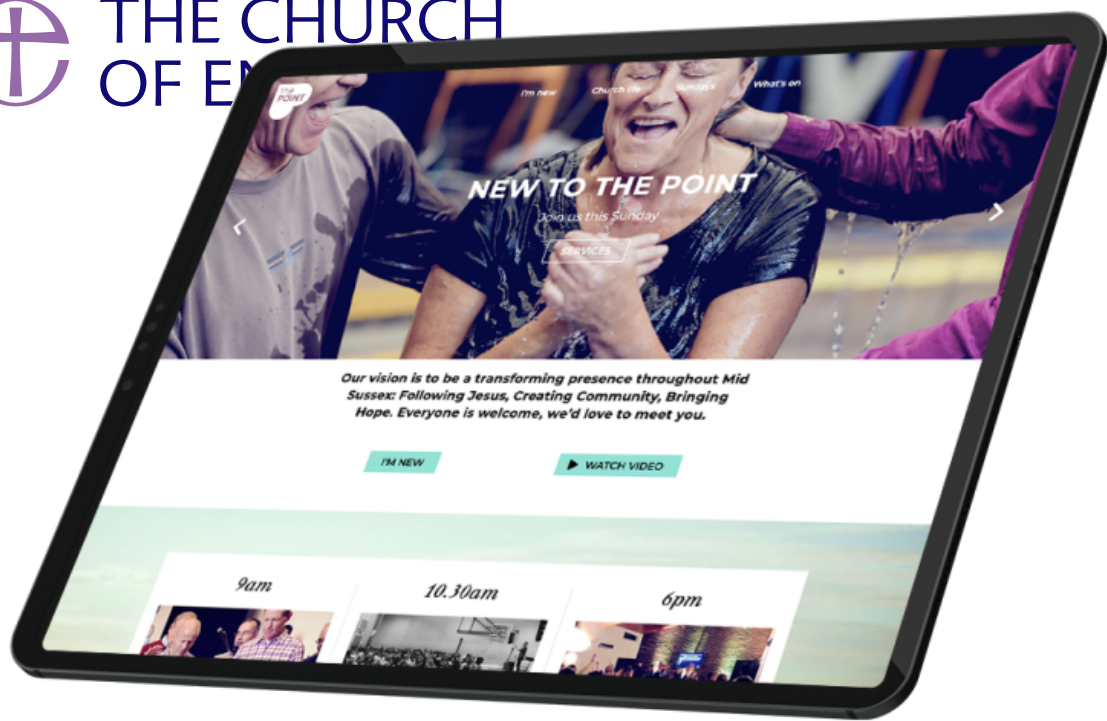 THE CHURCH
OF EN
the
POINT
I'm new
Church life
Sundays
What's on
NEW TO THE POINT
Join us this Sunday
SERVICES
Our vision is to be a transforming presence throughout Mid
Sussex: Following Jesus, Creating Community, Bringing
Hope. Everyone is welcome, we'd love to meet you.
I'M NEW
WATCH VIDEO
9am
10.30am
6pm